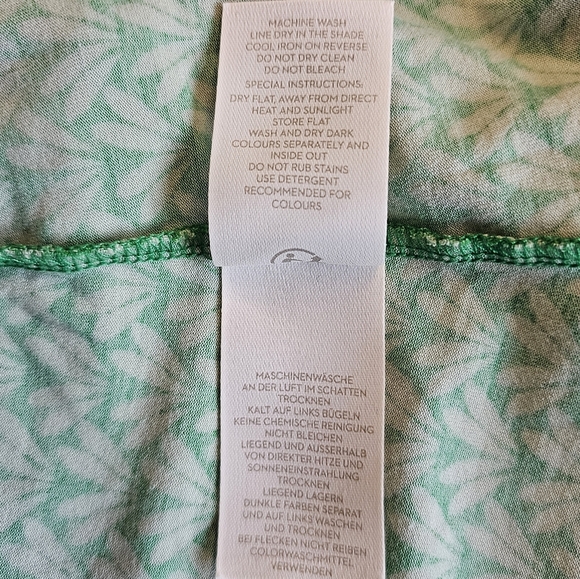 MACHINE WASH
LINE DRY IN THE SHADE
COOL IRON ON REVERSE
DO NOT DRY CLEAN
DO NOT BLEACH
SPECIAL INSTRUCTIONS:
DRY FLAT, AWAY FROM DIRECT
HEAT AND SUNLIGHT
STORE FLAT
WASH AND DRY DARK
COLOURS SEPARATELY AND
INSIDE OUT
DO NOT RUB STAINS
USE DETERGENT
RECOMMENDED FOR
COLOURS
MASCHINENWÄSCHE
AN DER LUFT IM SCHATTEN
TROCKNEN
KALT AUF LINKS BÜGELN
KEINE CHEMISCHE REINIGUNG
NICHT BLEICHEN
LIEGEND UND AUSSERHALB
VON DIREKTER HITZE UND
SONNENEINSTRAHLUNG
TROCKNEN
LIEGEND LAGERN
DUNKLE FARBEN SEPARAT
UND AUF LINKS WASCHEN
UND TROCKNEN
BEI FLECKEN NICHT REIBEN
COLORWASCHMITTEL
VERWENDEN